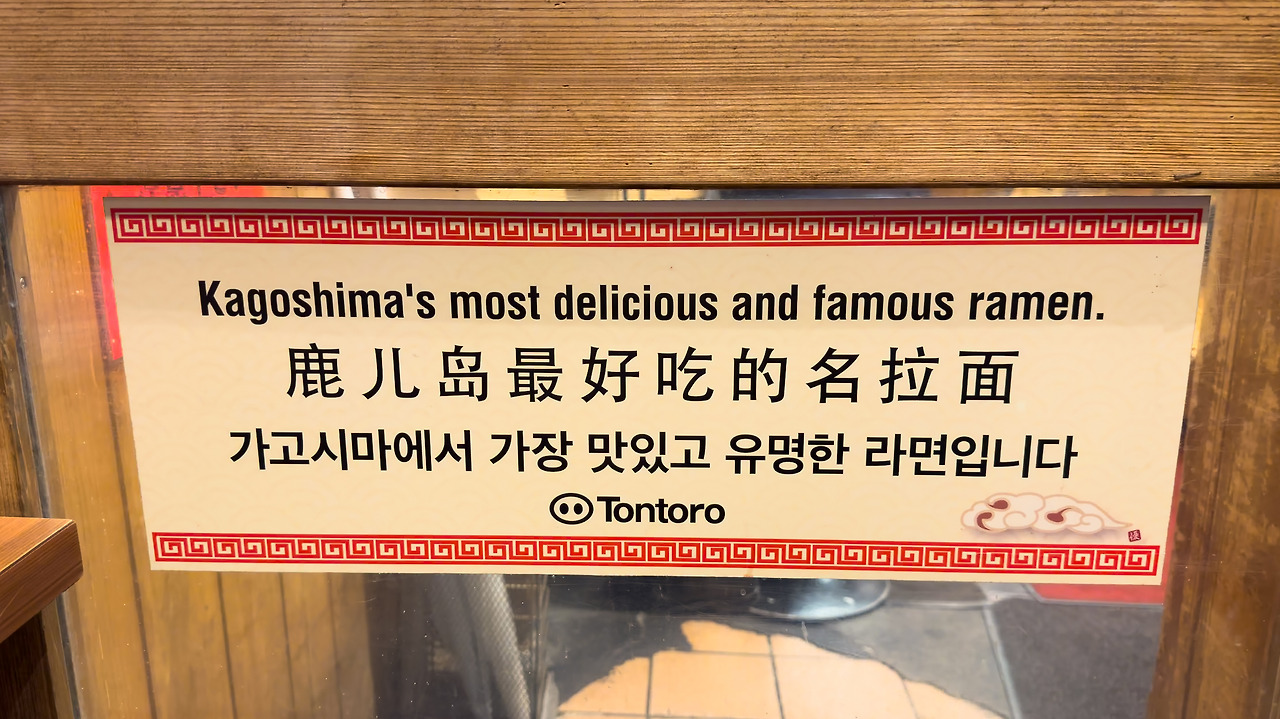 Kagoshima's most delicious and famous ramen.
鹿儿岛最好吃的名拉面
가고시마에서 가장 맛있고 유명한 라면입니다
Tontoro